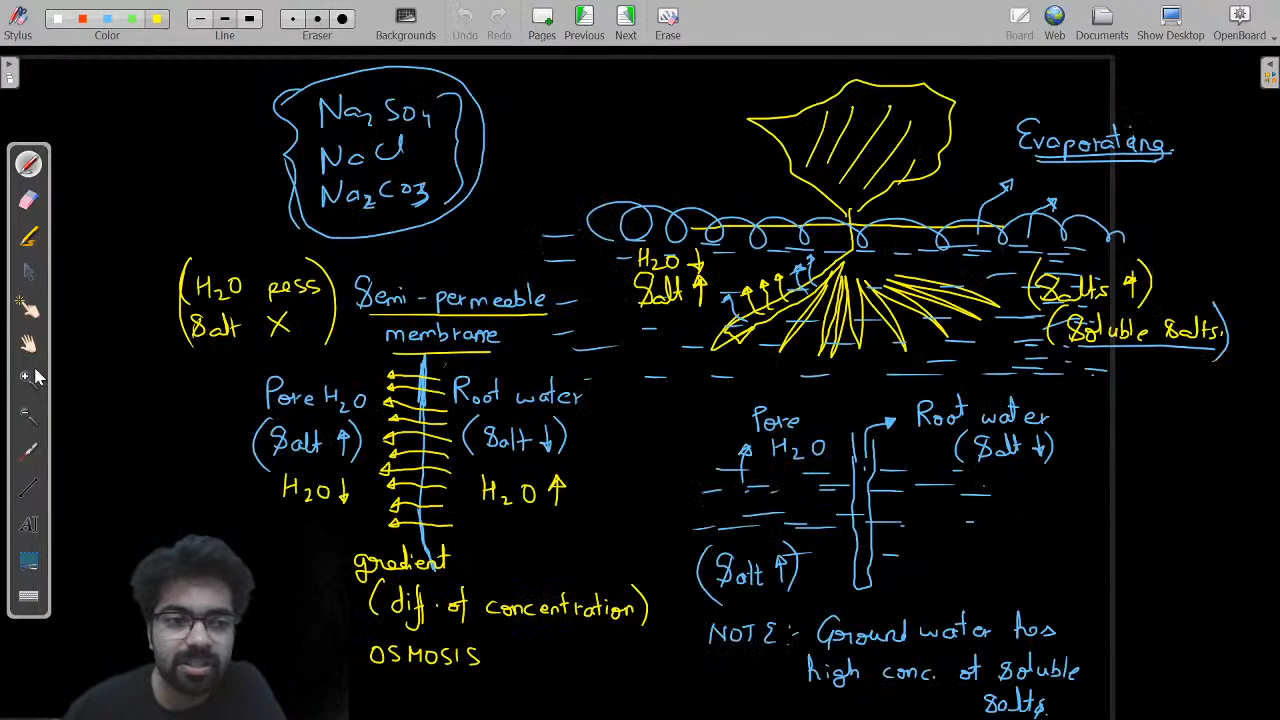 Stylus
Color
Line
Eraser
Backgrounds
Undo
Redo
Pages
Previous
Next
Erase
Board
Web
Documents
Show Desktop
OpenBoard
Na2SO4
NaCl
Na2CO3
Evaporating
H2O ↓
Salt ↑
(Salts ↑)
(Soluble Salts.)
(H2O pass
Salt X)
Semi-permeable
membrane
Pore H2O
(Salt ↑)
H2O ↓
Root water
(Salt ↓)
H2O ↑
gradient
(diff. of concentration)
OSMOSIS
Pore
H2O
Root water
(Salt ↓)
(Salt ↑)
NOTE:- Ground water has
high conc. of soluble
salts.
AI